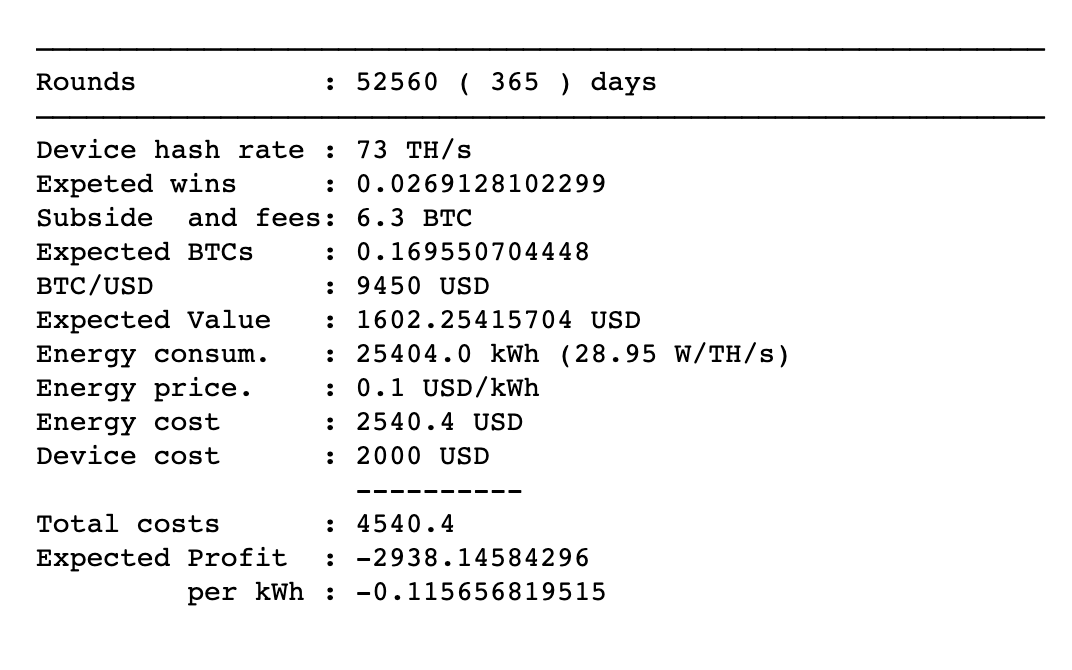 Rounds : 52560 ( 365 ) days
Device hash rate : 73 TH/s
Expeted wins : 0.0269128102299
Subside and fees: 6.3 BTC
Expected BTCs : 0.169550704448
BTC/USD : 9450 USD
Expected Value : 1602.25415704 USD
Energy consum. : 25404.0 kWh (28.95 W/TH/s)
Energy price. : 0.1 USD/kWh
Energy cost : 2540.4 USD
Device cost : 2000 USD
----------
Total costs : 4540.4
Expected Profit : -2938.14584296
per kWh : -0.115656819515